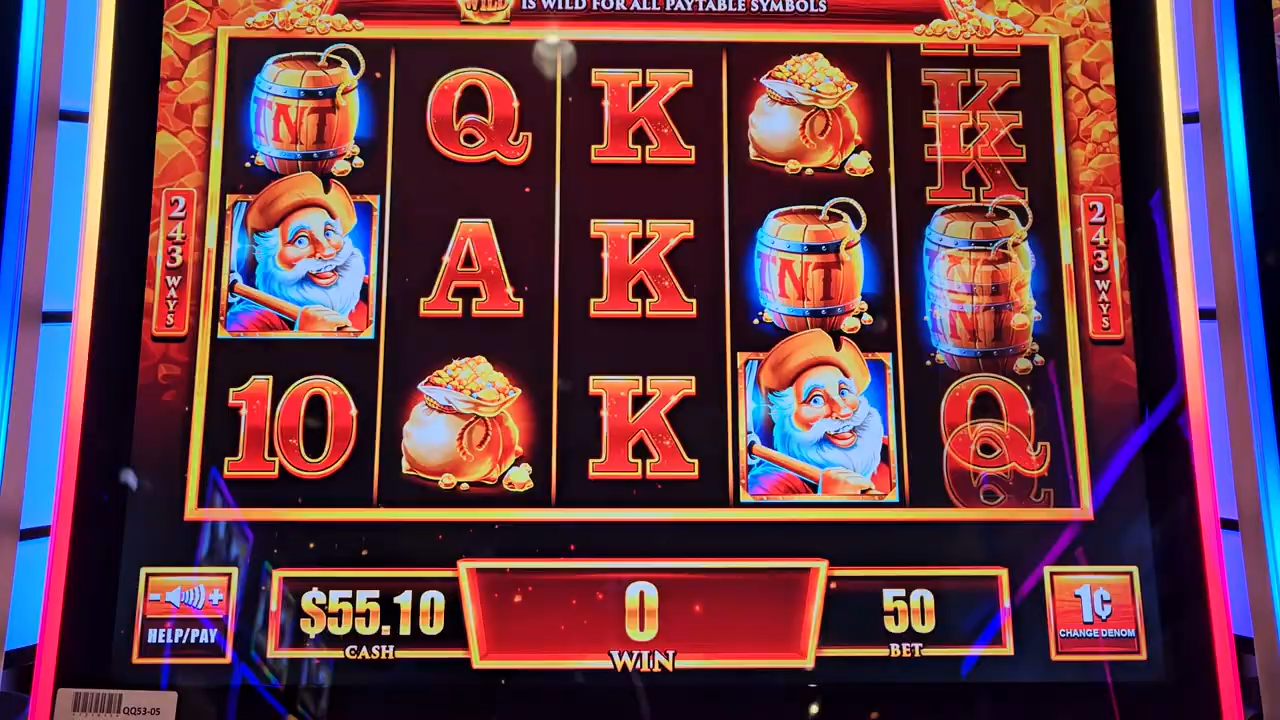 WILD IS WILD FOR ALL PAYTABLE SYMBOLS
TNT Q K K
K
243 WAYS
A K TNT TNT
243 WAYS
10 K Q
Q
$55.10
CASH
0
WIN
50
BET
- +
HELP/PAY
1¢
CHANGE DENOM
QQ53-05